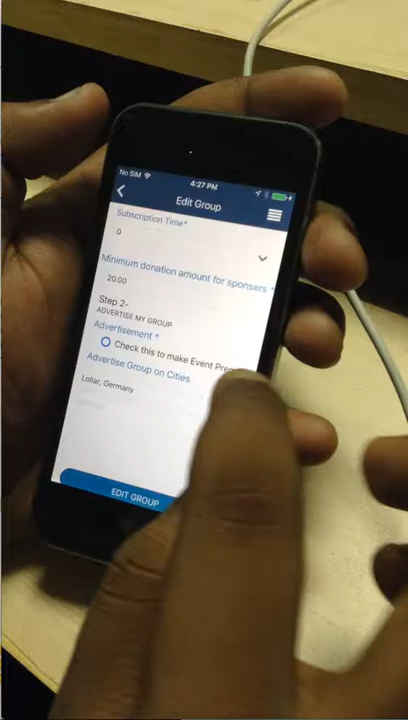 No SIM
4:27 PM
Edit Group
Subscription Time*
0
Minimum donation amount for sponsers *
20.00
Step 2-
ADVERTISE MY GROUP
Advertisement *
Check this to make Event
Advertise Group on Cities
Lollar, Germany
EDIT GROUP